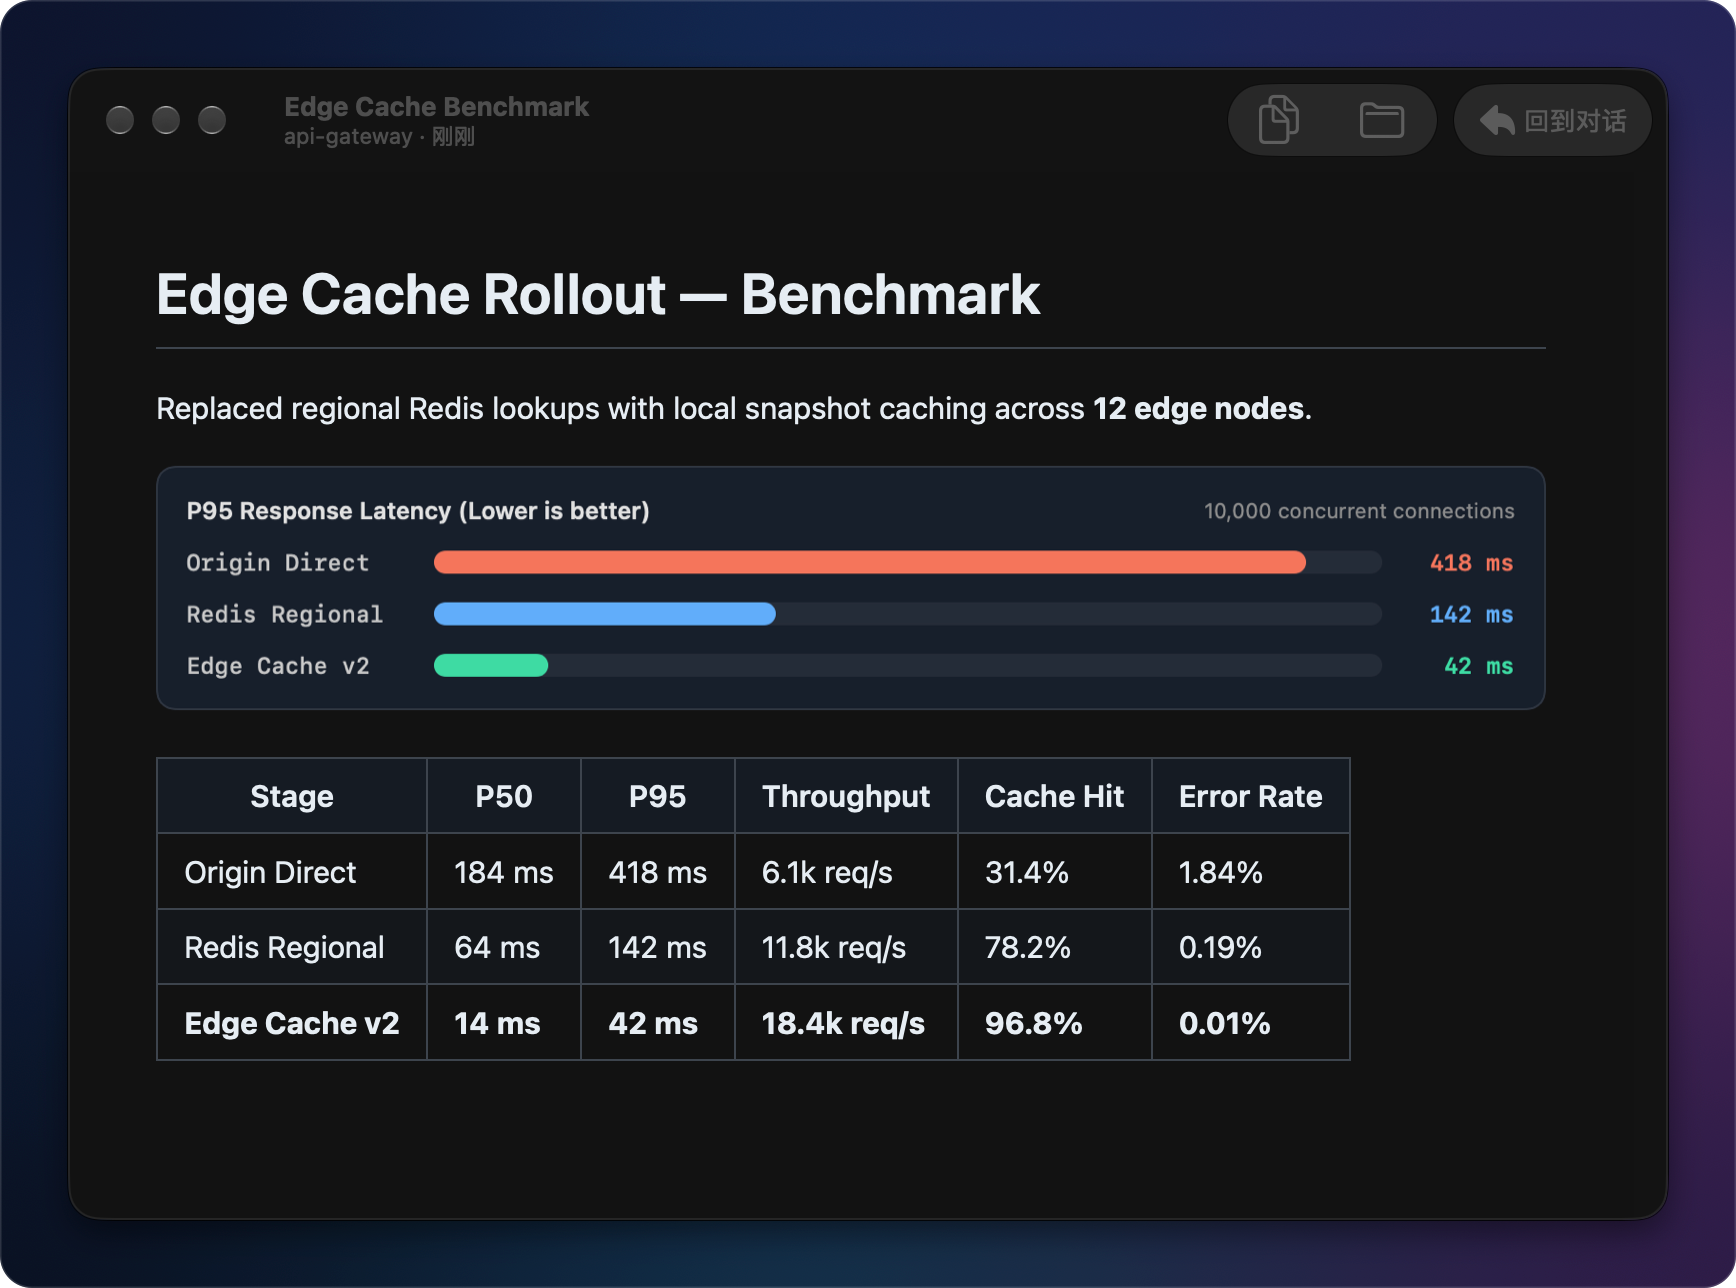 Edge Cache Benchmark
api-gateway · 刚刚
回到对话
Edge Cache Rollout — Benchmark
Replaced regional Redis lookups with local snapshot caching across 12 edge nodes.
P95 Response Latency (Lower is better) 10,000 concurrent connections
Origin Direct 418 ms
Redis Regional 142 ms
Edge Cache v2 42 ms
Stage P50 P95 Throughput Cache Hit Error Rate
Origin Direct 184 ms 418 ms 6.1k req/s 31.4% 1.84%
Redis Regional 64 ms 142 ms 11.8k req/s 78.2% 0.19%
Edge Cache v2 14 ms 42 ms 18.4k req/s 96.8% 0.01%